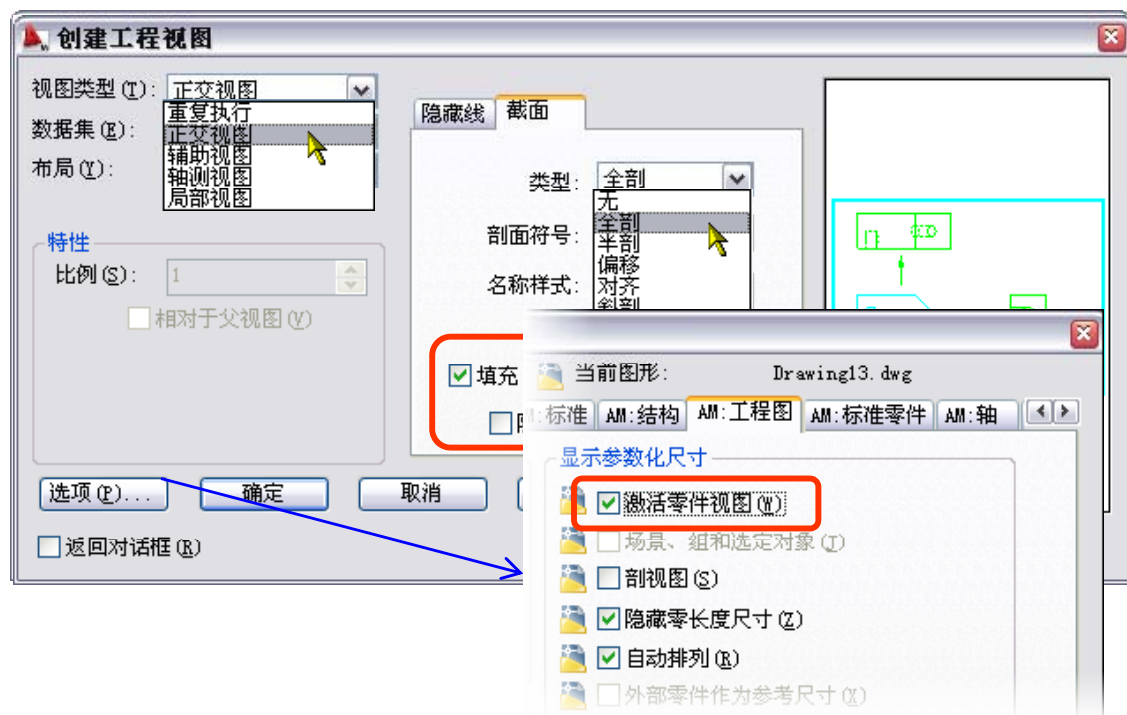 创建工程视图
视图类型(T): 正交视图
重复执行
正交视图
辅助视图
轴测视图
局部视图
数据集(E):
布局(Y):
特性
比例(S): 1
相对于父视图(V)
隐藏线 截面
类型: 全剖
无
全剖
半剖
偏移
对齐
斜剖
剖面符号:
名称样式:
填充
选项(P)... 确定 取消
返回对话框(R)
当前图形: Drawing13.dwg
:标准 AM:结构 AM:工程图 AM:标准零件 AM:轴
显示参数化尺寸
激活零件视图(W)
场景、组和选定对象(J)
剖视图(S)
隐藏零长度尺寸(Z)
自动排列(R)
外部零件作为参考尺寸(X)